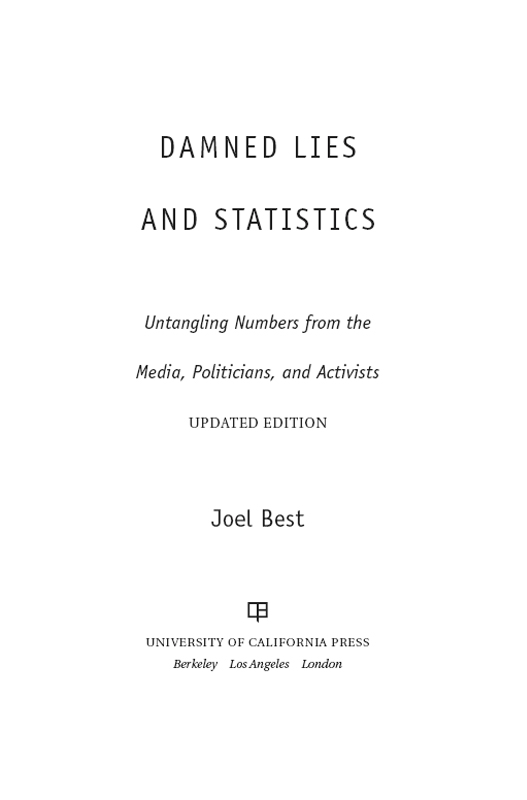 DAMNED LIES
AND STATISTICS
Untangling Numbers from the
Media, Politicians, and Activists
UPDATED EDITION
Joel Best
UNIVERSITY OF CALIFORNIA PRESS
Berkeley Los Angeles London